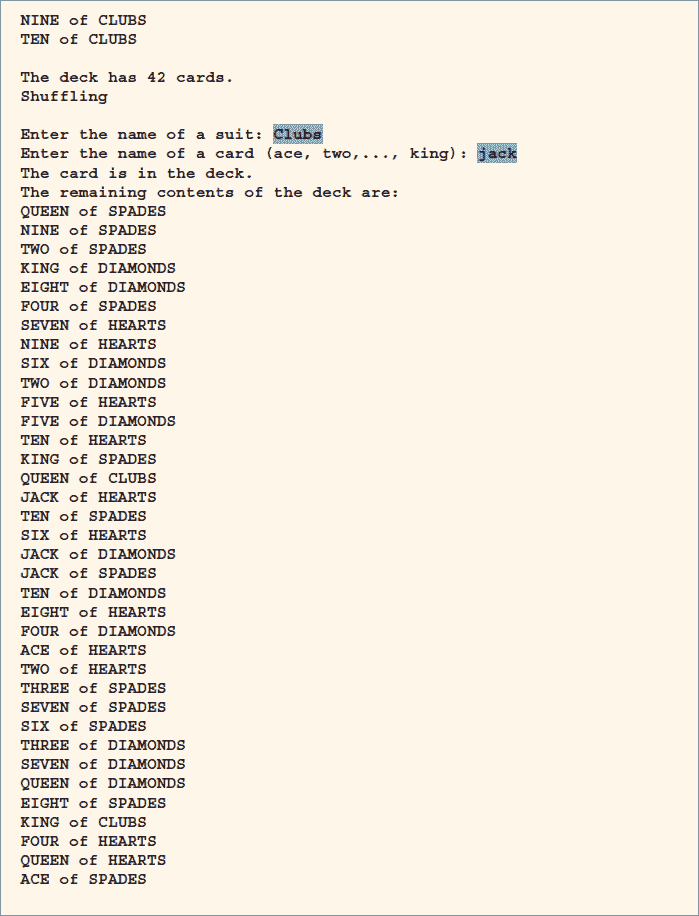 NINE of CLUBS
TEN of CLUBS
The deck has 42 cards.
Shuffling
Enter the name of a suit: Clubs
Enter the name of a card (ace, two,..., king): jack
The card is in the deck.
The remaining contents of the deck are:
QUEEN of SPADES
NINE of SPADES
TWO of SPADES
KING of DIAMONDS
EIGHT of DIAMONDS
FOUR of SPADES
SEVEN of HEARTS
NINE of HEARTS
SIX of DIAMONDS
TWO of DIAMONDS
FIVE of HEARTS
FIVE of DIAMONDS
TEN of HEARTS
KING of SPADES
QUEEN of CLUBS
JACK of HEARTS
TEN of SPADES
SIX of HEARTS
JACK of DIAMONDS
JACK of SPADES
TEN of DIAMONDS
EIGHT of HEARTS
FOUR of DIAMONDS
ACE of HEARTS
TWO of HEARTS
THREE of SPADES
SEVEN of SPADES
SIX of SPADES
THREE of DIAMONDS
SEVEN of DIAMONDS
QUEEN of DIAMONDS
EIGHT of SPADES
KING of CLUBS
FOUR of HEARTS
QUEEN of HEARTS
ACE of SPADES